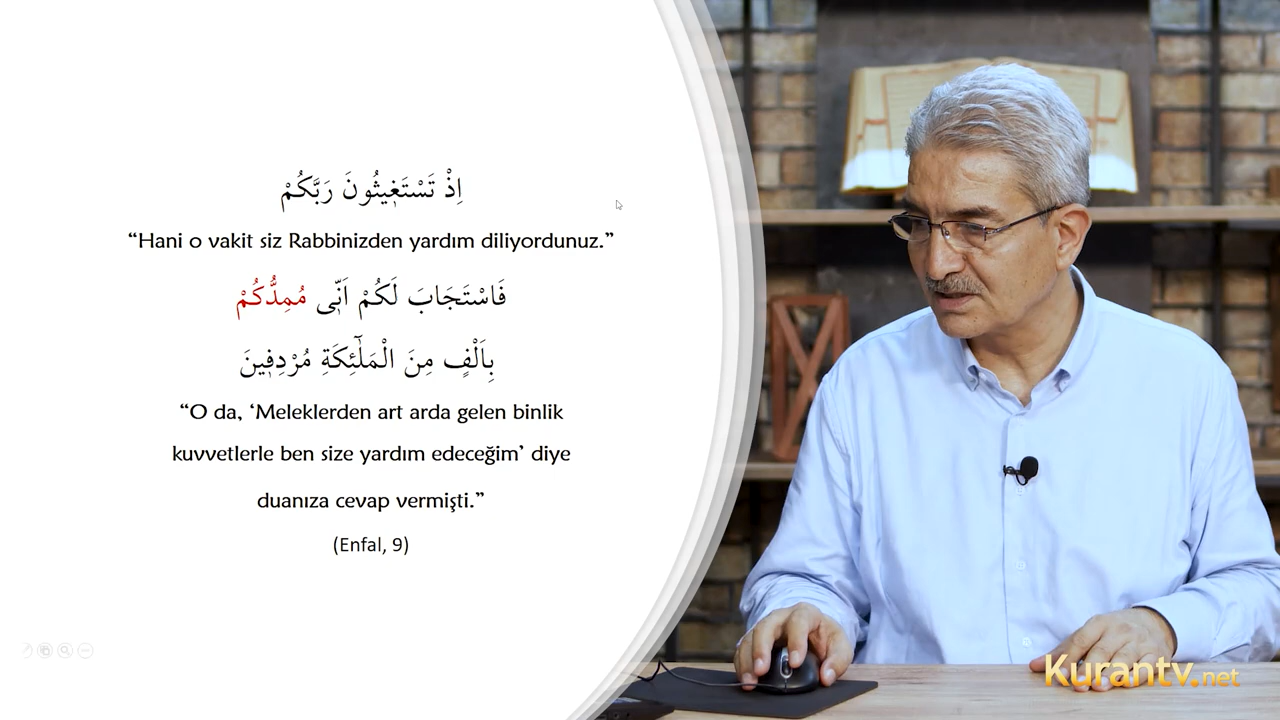 اِذْ تَسْتَغ۪يثُونَ رَبَّكُمْ
“Hani o vakit siz Rabbinizden yardım diliyordunuz.”
فَاسْتَجَابَ لَكُمْ اَنّ۪ى مُمِدُّكُمْ
بِاَلْفٍ مِنَ الْمَلٰٓئِكَةِ مُرْدِف۪ينَ
“O da, ‘Meleklerden art arda gelen binlik
kuvvetlerle ben size yardım edeceğim’ diye
duanıza cevap vermişti.”
(Enfal, 9)
Kurantv.net